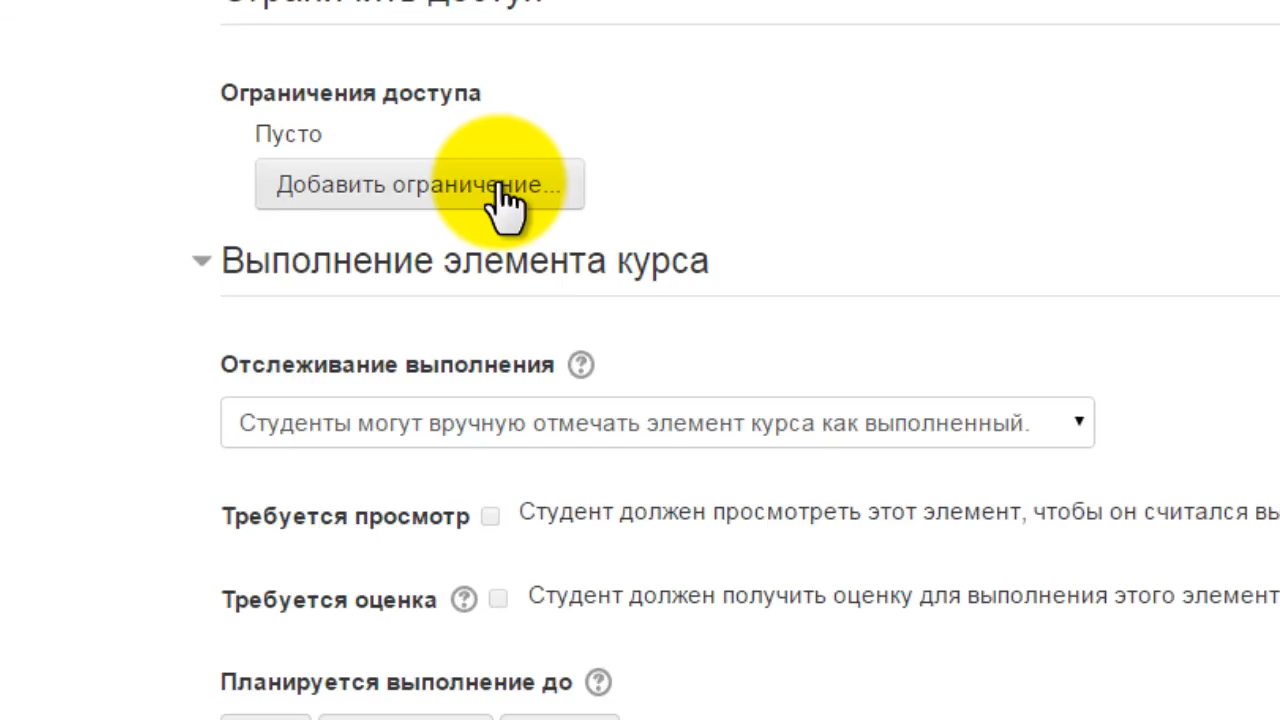 Ограничить доступ
Ограничения доступа
Пусто
Добавить ограничение...
Выполнение элемента курса
Отслеживание выполнения
Студенты могут вручную отмечать элемент курса как выполненный.
Требуется просмотр Студент должен просмотреть этот элемент, чтобы он считался вы
Требуется оценка Студент должен получить оценку для выполнения этого элемент
Планируется выполнение до